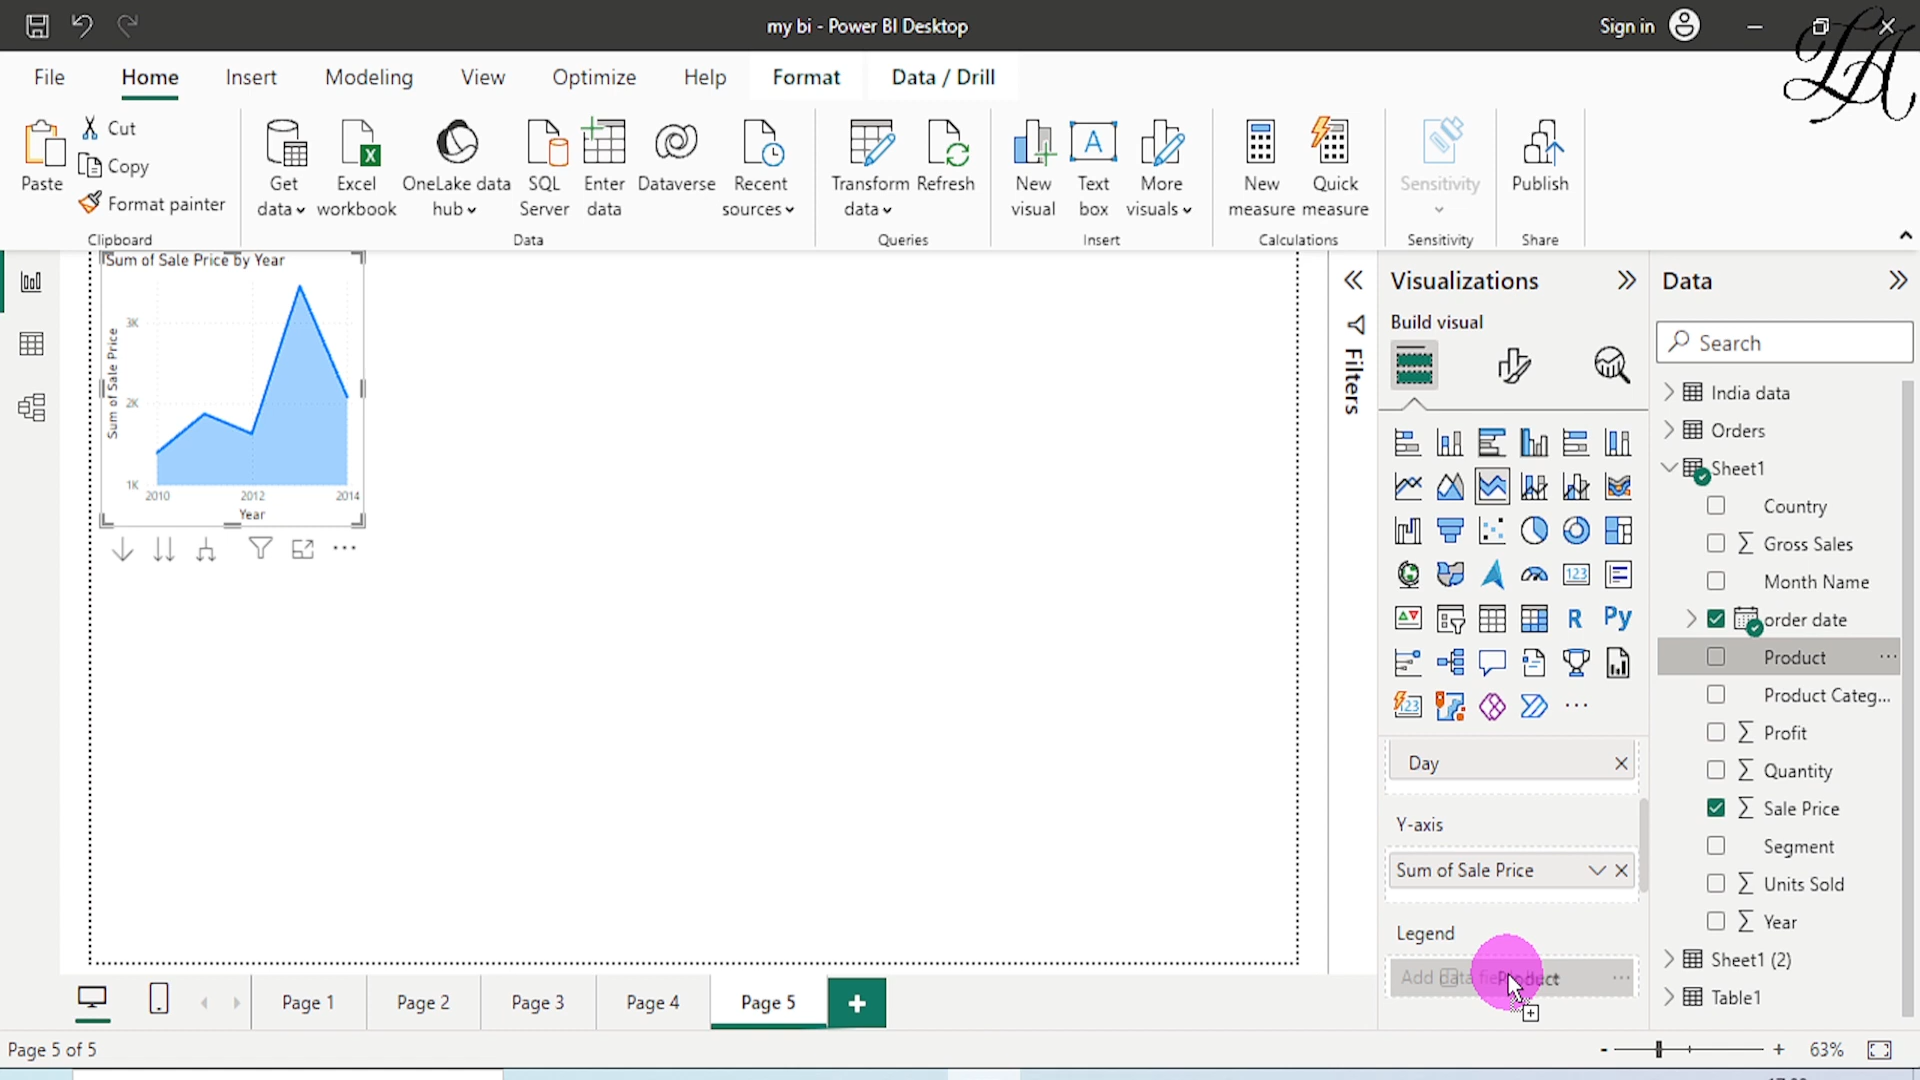 my bi - Power BI Desktop
Sign in
LA
File Home Insert Modeling View Optimize Help Format Data / Drill
Paste
Cut
Copy
Format painter
Clipboard
Get data
Excel workbook
OneLake data hub
SQL Server
Enter data
Dataverse
Recent sources
Data
Transform data
Refresh
Queries
New visual
Text box
More visuals
Insert
New measure
Quick measure
Calculations
Sensitivity
Sensitivity
Publish
Share
Sum of Sale Price by Year
Sum of Sale Price
3K
2K
1K
2010 2012 2014
Year
Filters
Visualizations
Build visual
123
R
Py
123
Day
Y-axis
Sum of Sale Price
Legend
Product
Data
Search
India data
Orders
Sheet1
Country
Gross Sales
Month Name
order date
Product
Product Categ...
Profit
Quantity
Sale Price
Segment
Units Sold
Year
Sheet1 (2)
Table1
Page 1 Page 2 Page 3 Page 4 Page 5
Page 5 of 5
63%